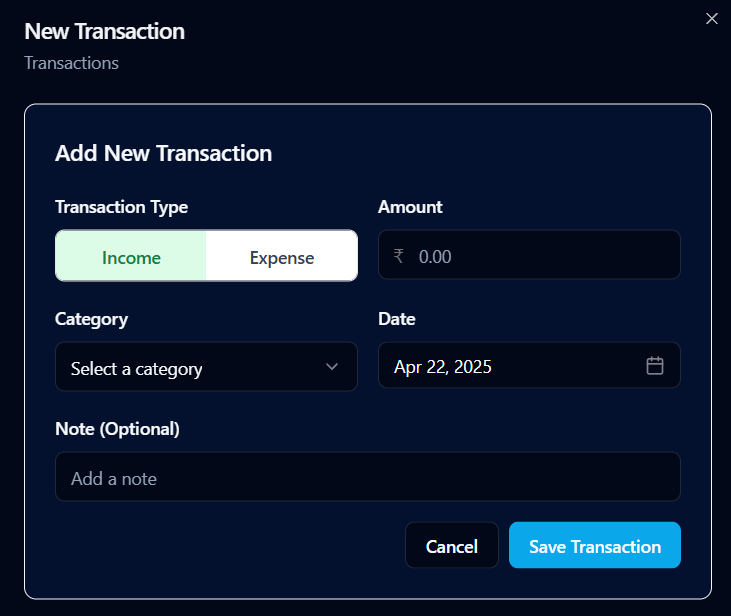 New Transaction
Transactions
Add New Transaction
Transaction Type
Amount
Income
Expense
₹ 0.00
Category
Date
Select a category
Apr 22, 2025
Note (Optional)
Add a note
Cancel
Save Transaction